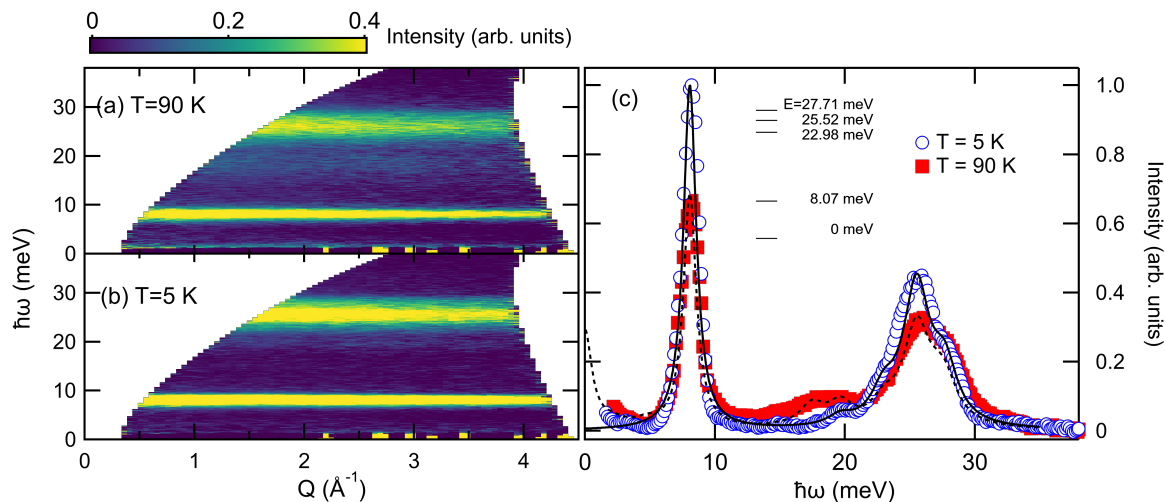 0 0.2 0.4
Intensity (arb. units)
(a) T=90 K
30
20
10
0
(b) T=5 K
30
20
10
0
ħω (meV)
0 1 2 3 4
Q (Å⁻¹)
(c)
E=27.71 meV
25.52 meV
22.98 meV
8.07 meV
0 meV
T = 5 K
T = 90 K
1.0
0.8
0.6
0.4
0.2
0
Intensity (arb. units)
0 10 20 30
ħω (meV)